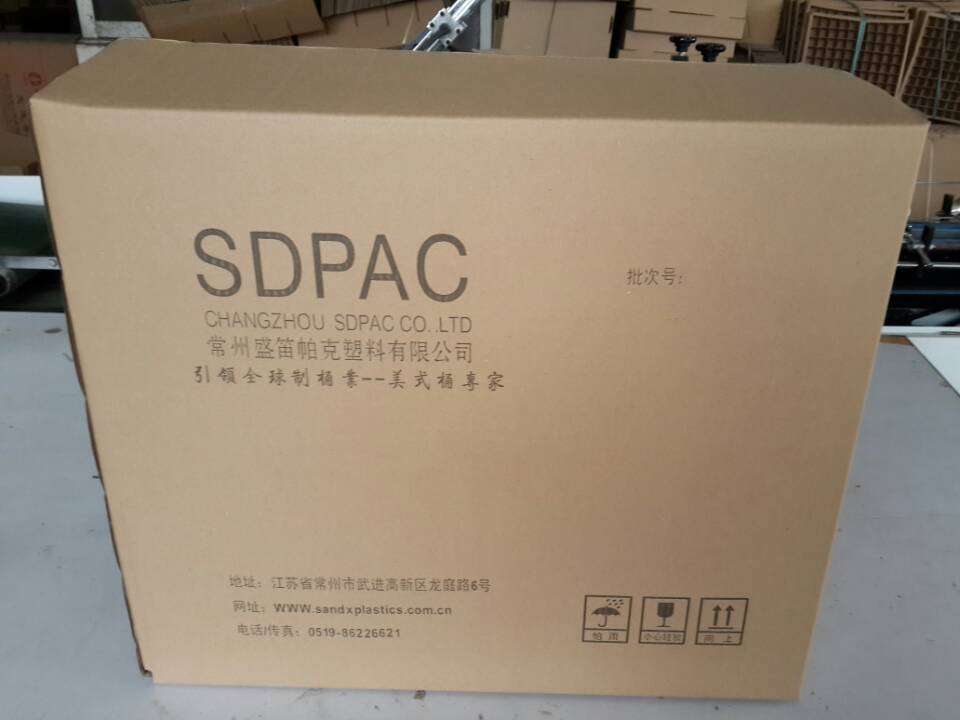 SDPAC
CHANGZHOU SDPAC CO.,LTD
常州盛笛帕克塑料有限公司
引领全球制桶业--美式桶专家
批次号:
地址：江苏省常州市武进高新区龙庭路6号
网址：WWW.sandxplastics.com.cn
电话/传真：0519-86226621
怕雨
小心轻放
向上